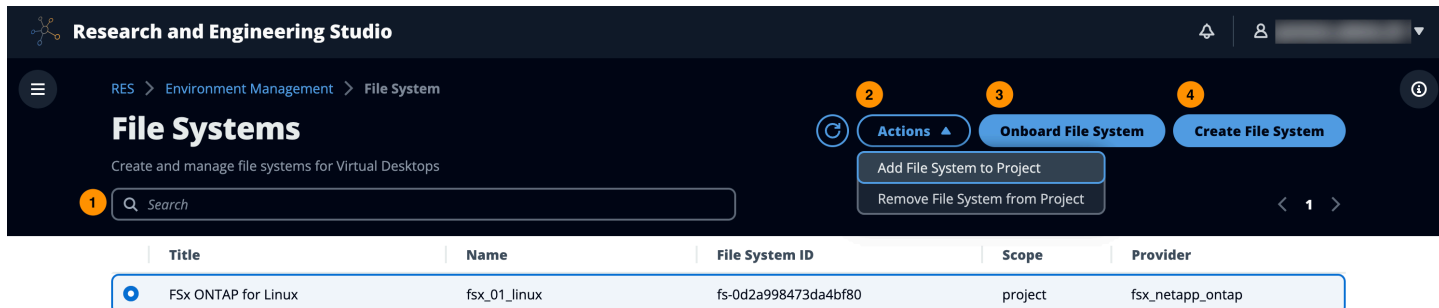 Research and Engineering Studio
RES > Environment Management > File System
2 3 4
File Systems
Actions Onboard File System Create File System
Create and manage file systems for Virtual Desktops
Add File System to Project
1 Search
Remove File System from Project
< 1 >
Title Name File System ID Scope Provider
FSx ONTAP for Linux fsx_01_linux fs-0d2a998473da4bf80 project fsx_netapp_ontap